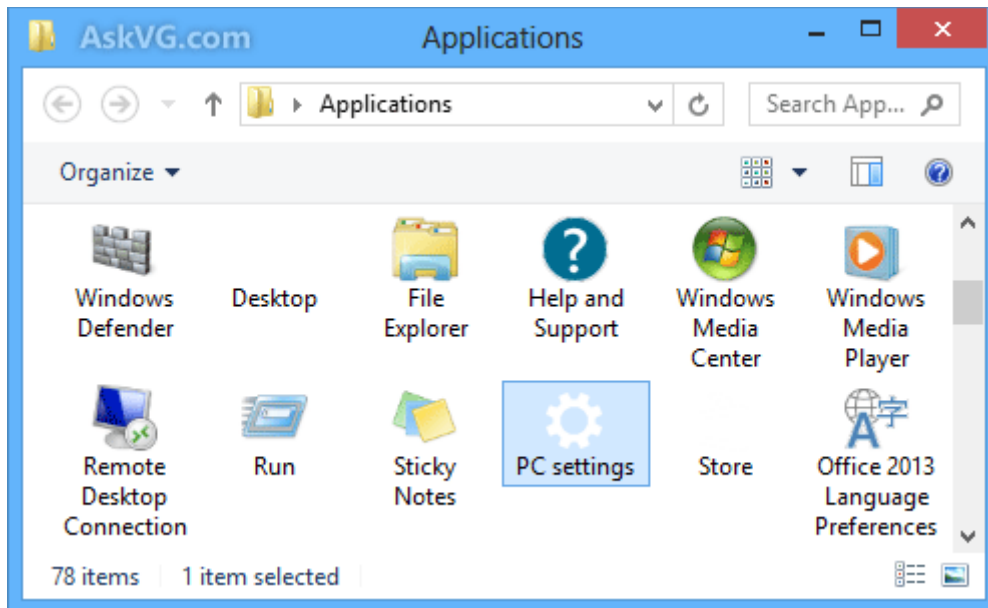 AskVG.com
Applications
Applications
Search App...
Organize
Windows Defender
Desktop
File Explorer
Help and Support
Windows Media Center
Windows Media Player
Remote Desktop Connection
Run
Sticky Notes
PC settings
Store
Office 2013 Language Preferences
字A
78 items
1 item selected